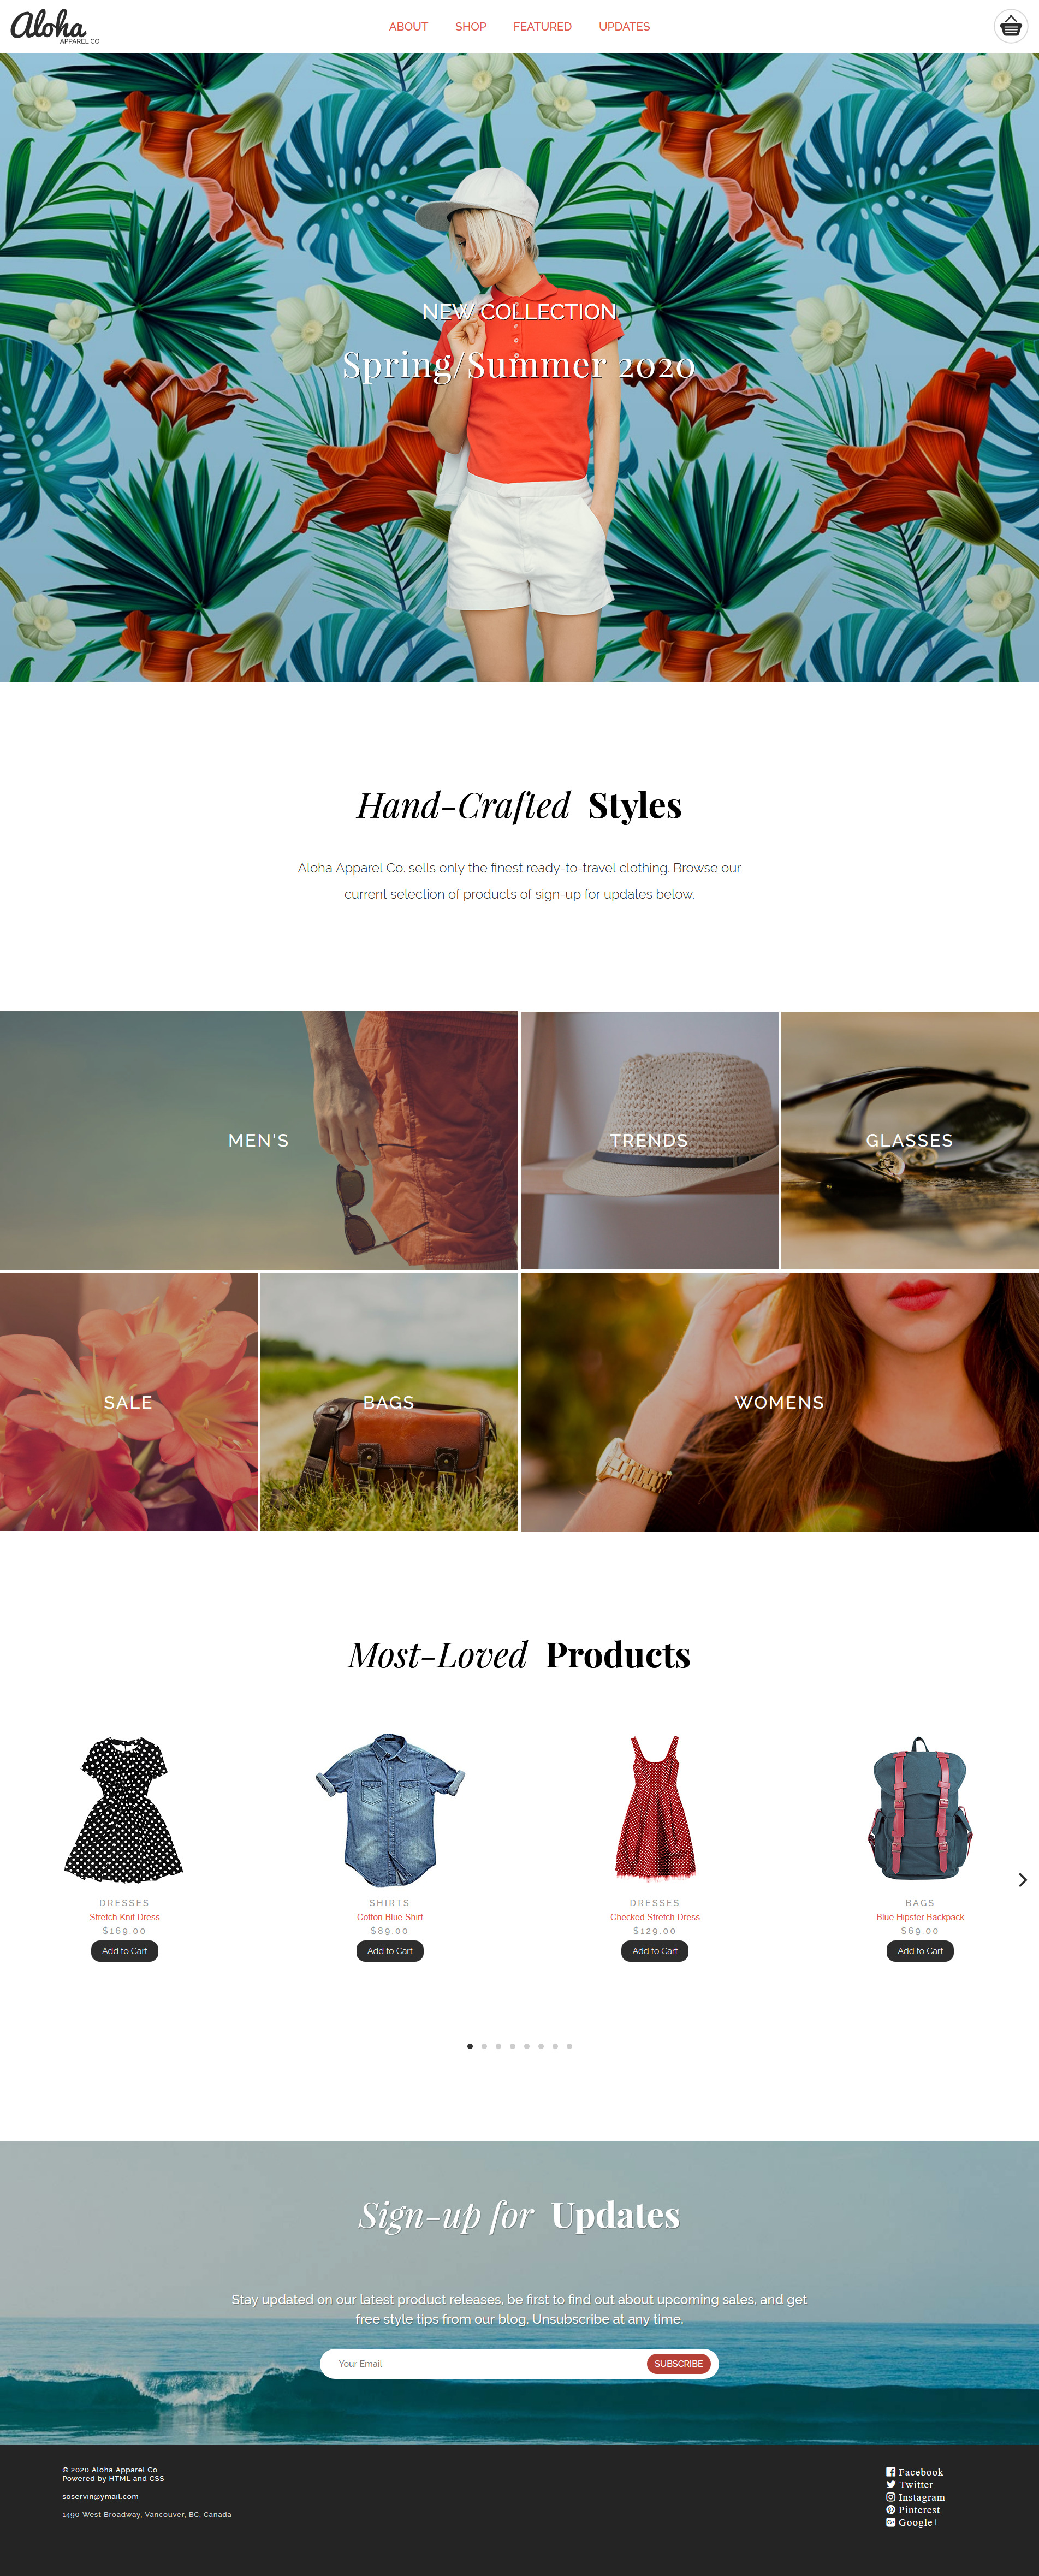 Aloha
APPAREL CO.
ABOUT SHOP FEATURED UPDATES
NEW COLLECTION
Spring/Summer 2020
Hand-Crafted Styles
Aloha Apparel Co. sells only the finest ready-to-travel clothing. Browse our
current selection of products of sign-up for updates below.
MEN'S
TRENDS
GLASSES
SALE
BAGS
WOMENS
Most-Loved Products
DRESSES
Stretch Knit Dress
$169.00
Add to Cart
SHIRTS
Cotton Blue Shirt
$89.00
Add to Cart
DRESSES
Checked Stretch Dress
$129.00
Add to Cart
BAGS
Blue Hipster Backpack
$69.00
Add to Cart
Sign-up for Updates
Stay updated on our latest product releases, be first to find out about upcoming sales, and get
free style tips from our blog. Unsubscribe at any time.
Your Email
SUBSCRIBE
© 2020 Aloha Apparel Co.
Powered by HTML and CSS
soservin@ymail.com
1490 West Broadway, Vancouver, BC, Canada
Facebook
Twitter
Instagram
Pinterest
Google+